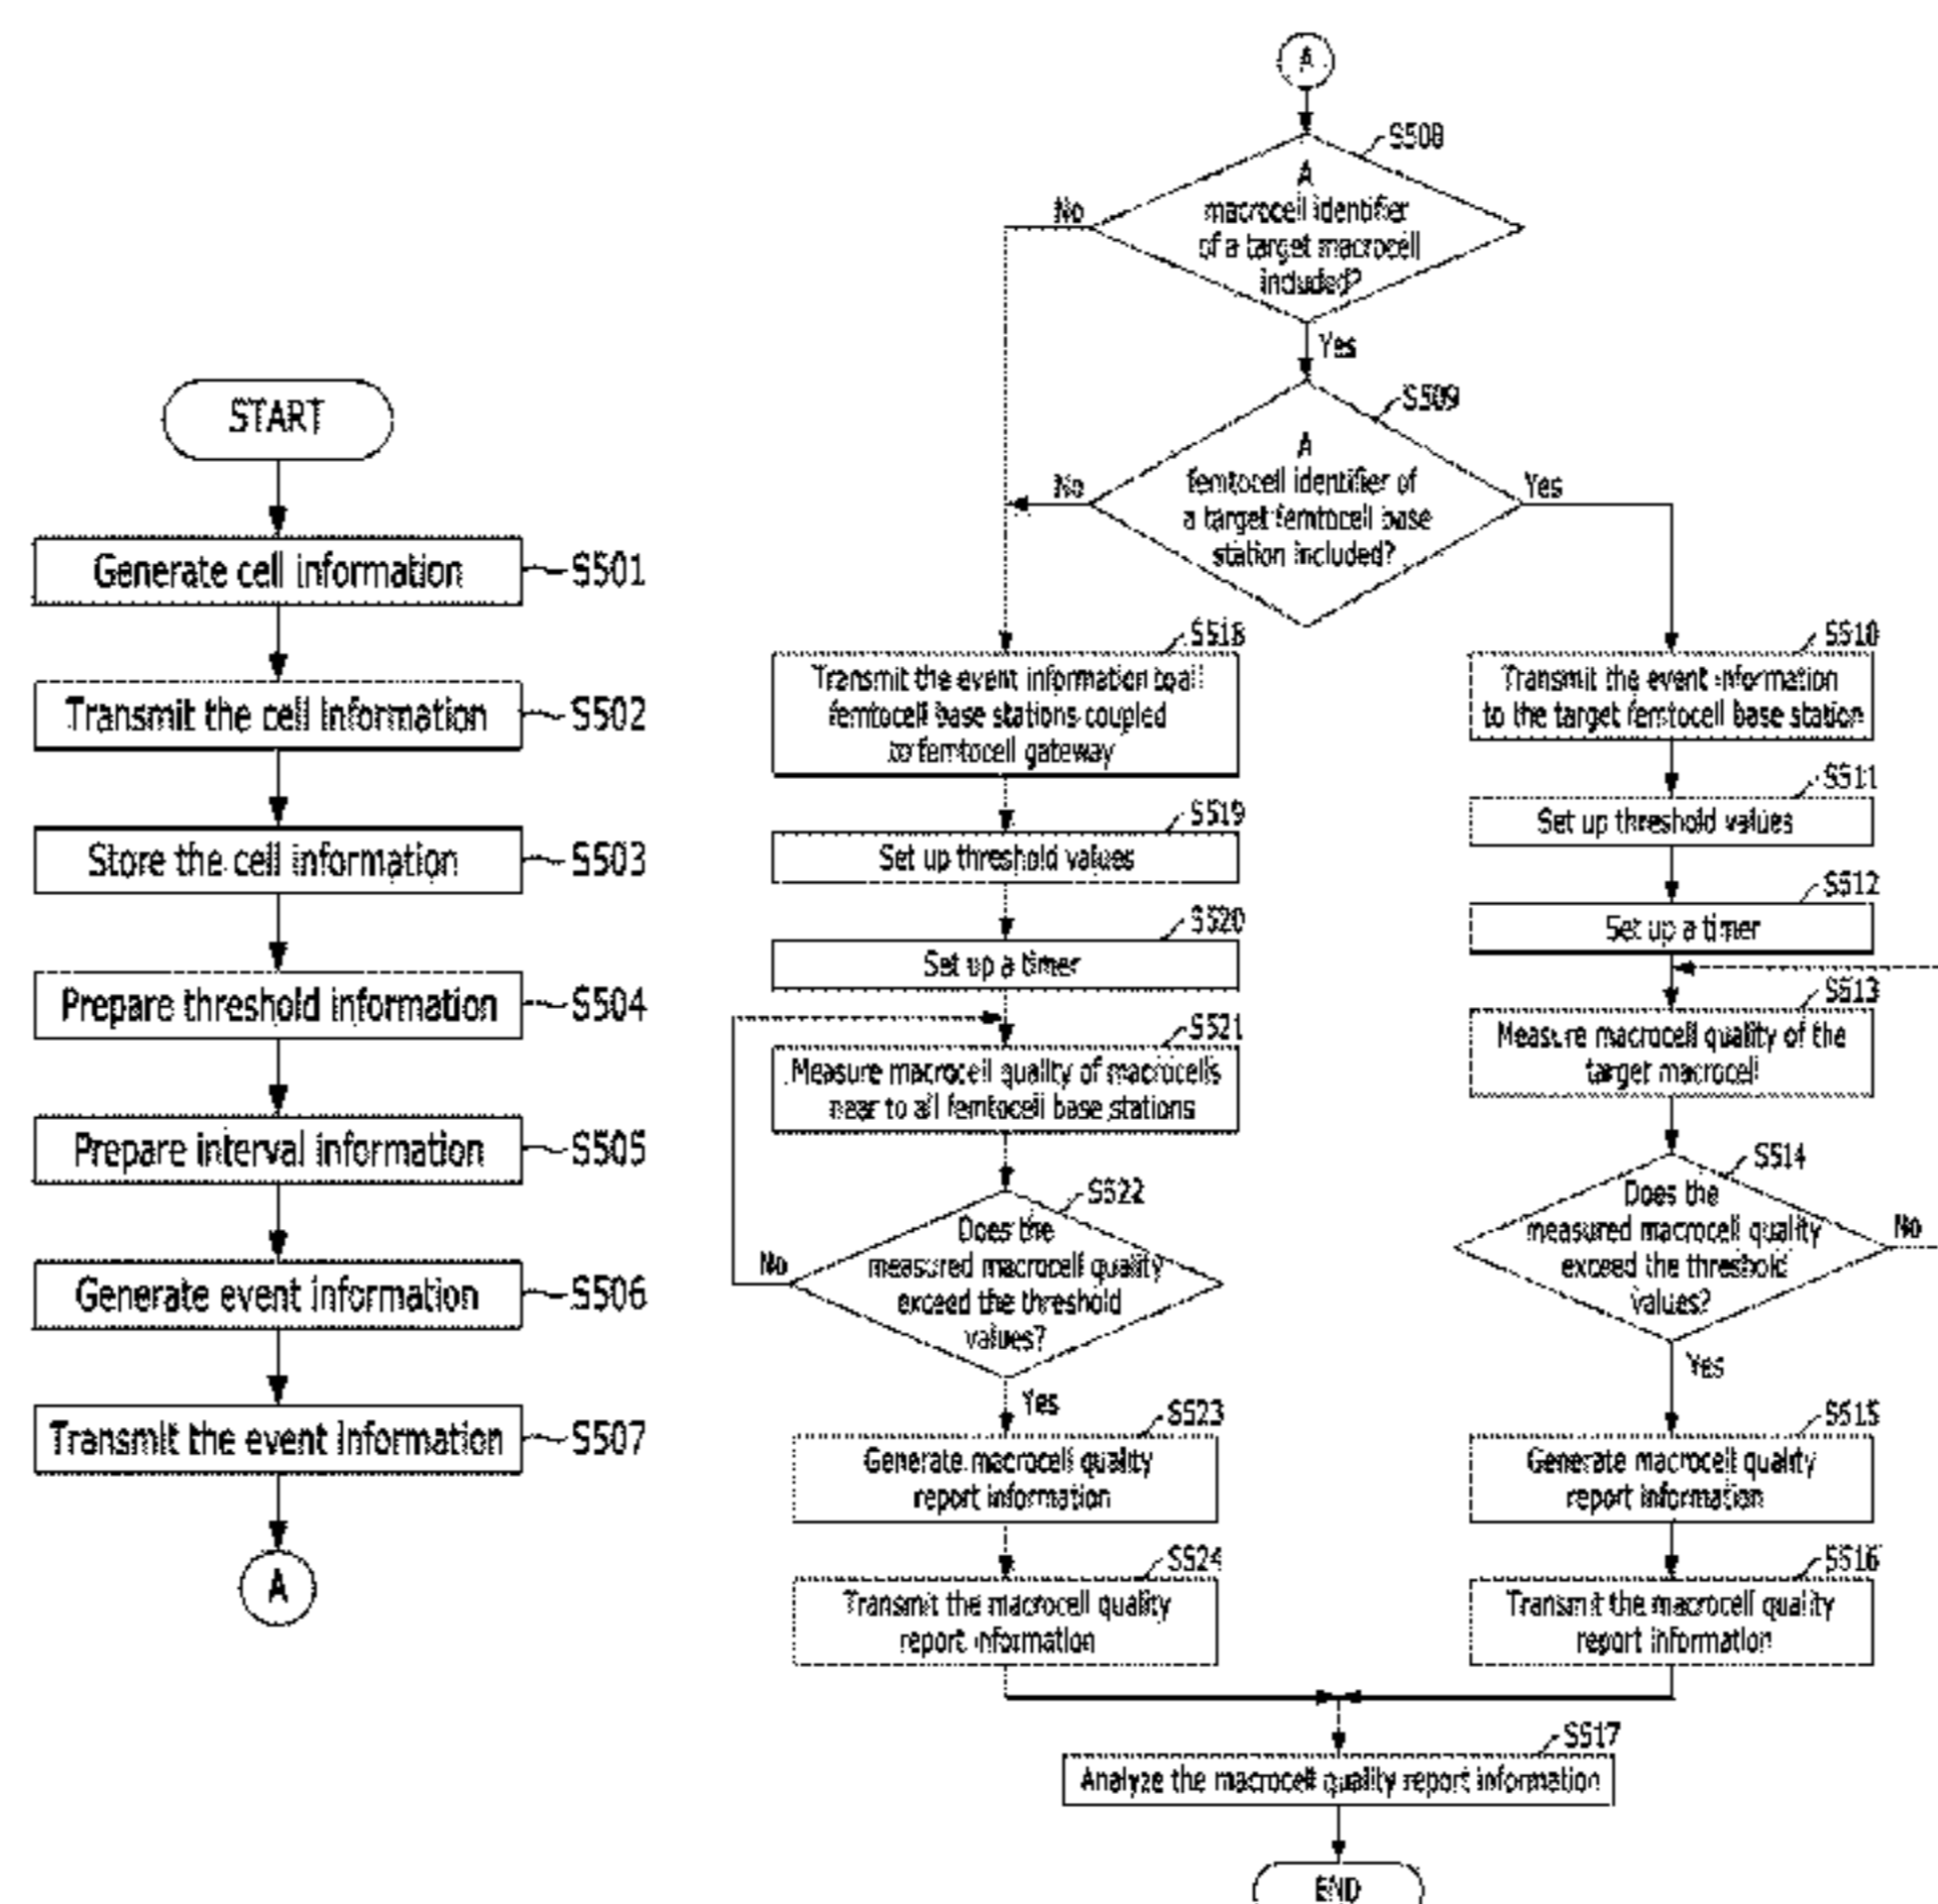 START
Generate cell information
S501
Transmit the cell information
S502
Store the cell information
S503
Prepare threshold information
S504
Prepare interval information
S505
Generate event information
S506
Transmit the event information
S507
A
A
S508
A
macrocell identifier
of a target macrocell
included?
No
Yes
S509
A
femtocell identifier of
a target femtocell base
station included?
No
Yes
S518
Transmit the event information to all
femtocell base stations coupled
to femtocell gateway
S519
Set up threshold values
S520
Set up a timer
S521
Measure macrocell quality of macrocells
near to all femtocell base stations
S522
Does the
measured macrocell quality
exceed the threshold
values?
No
Yes
S523
Generate macrocell quality
report information
S524
Transmit the macrocell quality
report information
S510
Transmit the event information
to the target femtocell base station
S511
Set up threshold values
S512
Set up a timer
S513
Measure macrocell quality of the
target macrocell
S514
Does the
measured macrocell quality
exceed the threshold
values?
No
Yes
S515
Generate macrocell quality
report information
S516
Transmit the macrocell quality
report information
S517
Analyze the macrocell quality report information
END